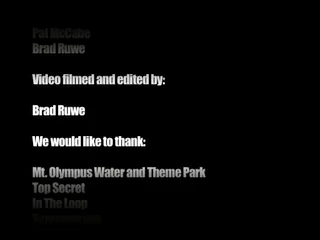 Pat McCabe
Brad Ruwe
Video filmed and edited by:
Brad Ruwe
We would like to thank:
Mt. Olympus Water and Theme Park
Top Secret
In The Loop